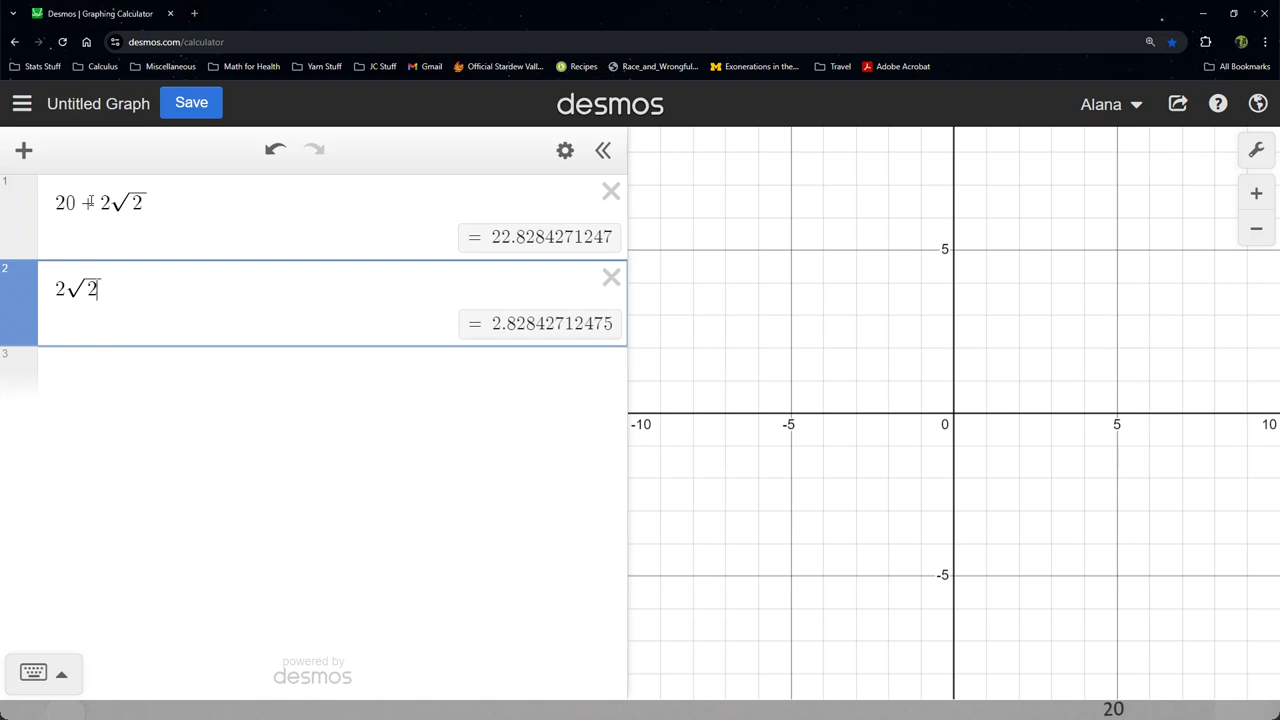 Desmos | Graphing Calculator
desmos.com/calculator
Stats Stuff Calculus Miscellaneous Math for Health Yarn Stuff JC Stuff Gmail Official Stardew Vall... Recipes Race_and_Wrongful... Exonerations in the... Travel Adobe Acrobat All Bookmarks
Untitled Graph Save desmos Alana
1
20 + 2√2
= 22.8284271247
2
2√2
= 2.82842712475
3
5
-10 -5 0 5 10
-5
powered by
desmos
20